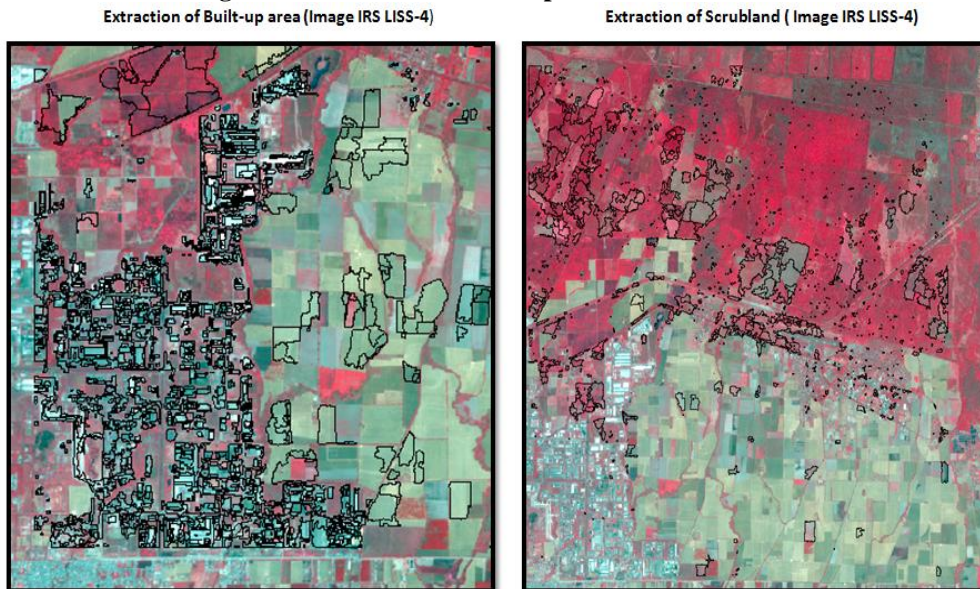 Extraction of Built-up area (Image IRS LISS-4)
Extraction of Scrubland ( Image IRS LISS-4)